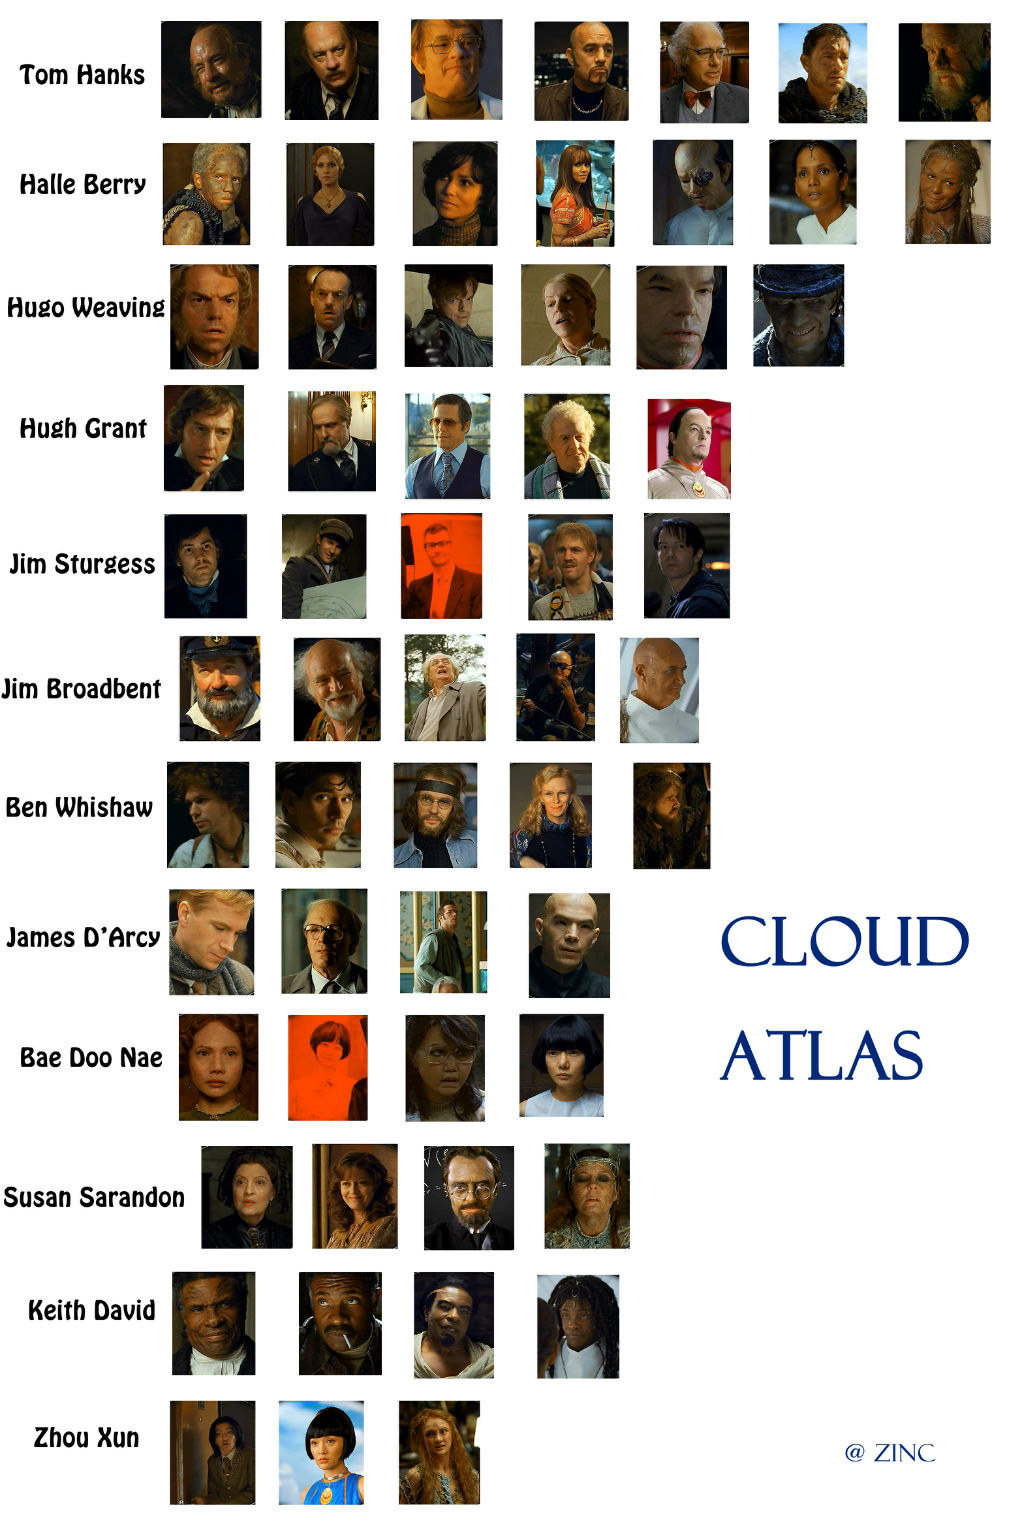 Tom Hanks
Halle Berry
Hugo Weaving
Hugh Grant
Jim Sturgess
Jim Broadbent
Ben Whishaw
James D'Arcy
CLOUD
ATLAS
Bae Doo Nae
Susan Sarandon
Keith David
Zhou Xun
@ ZINC